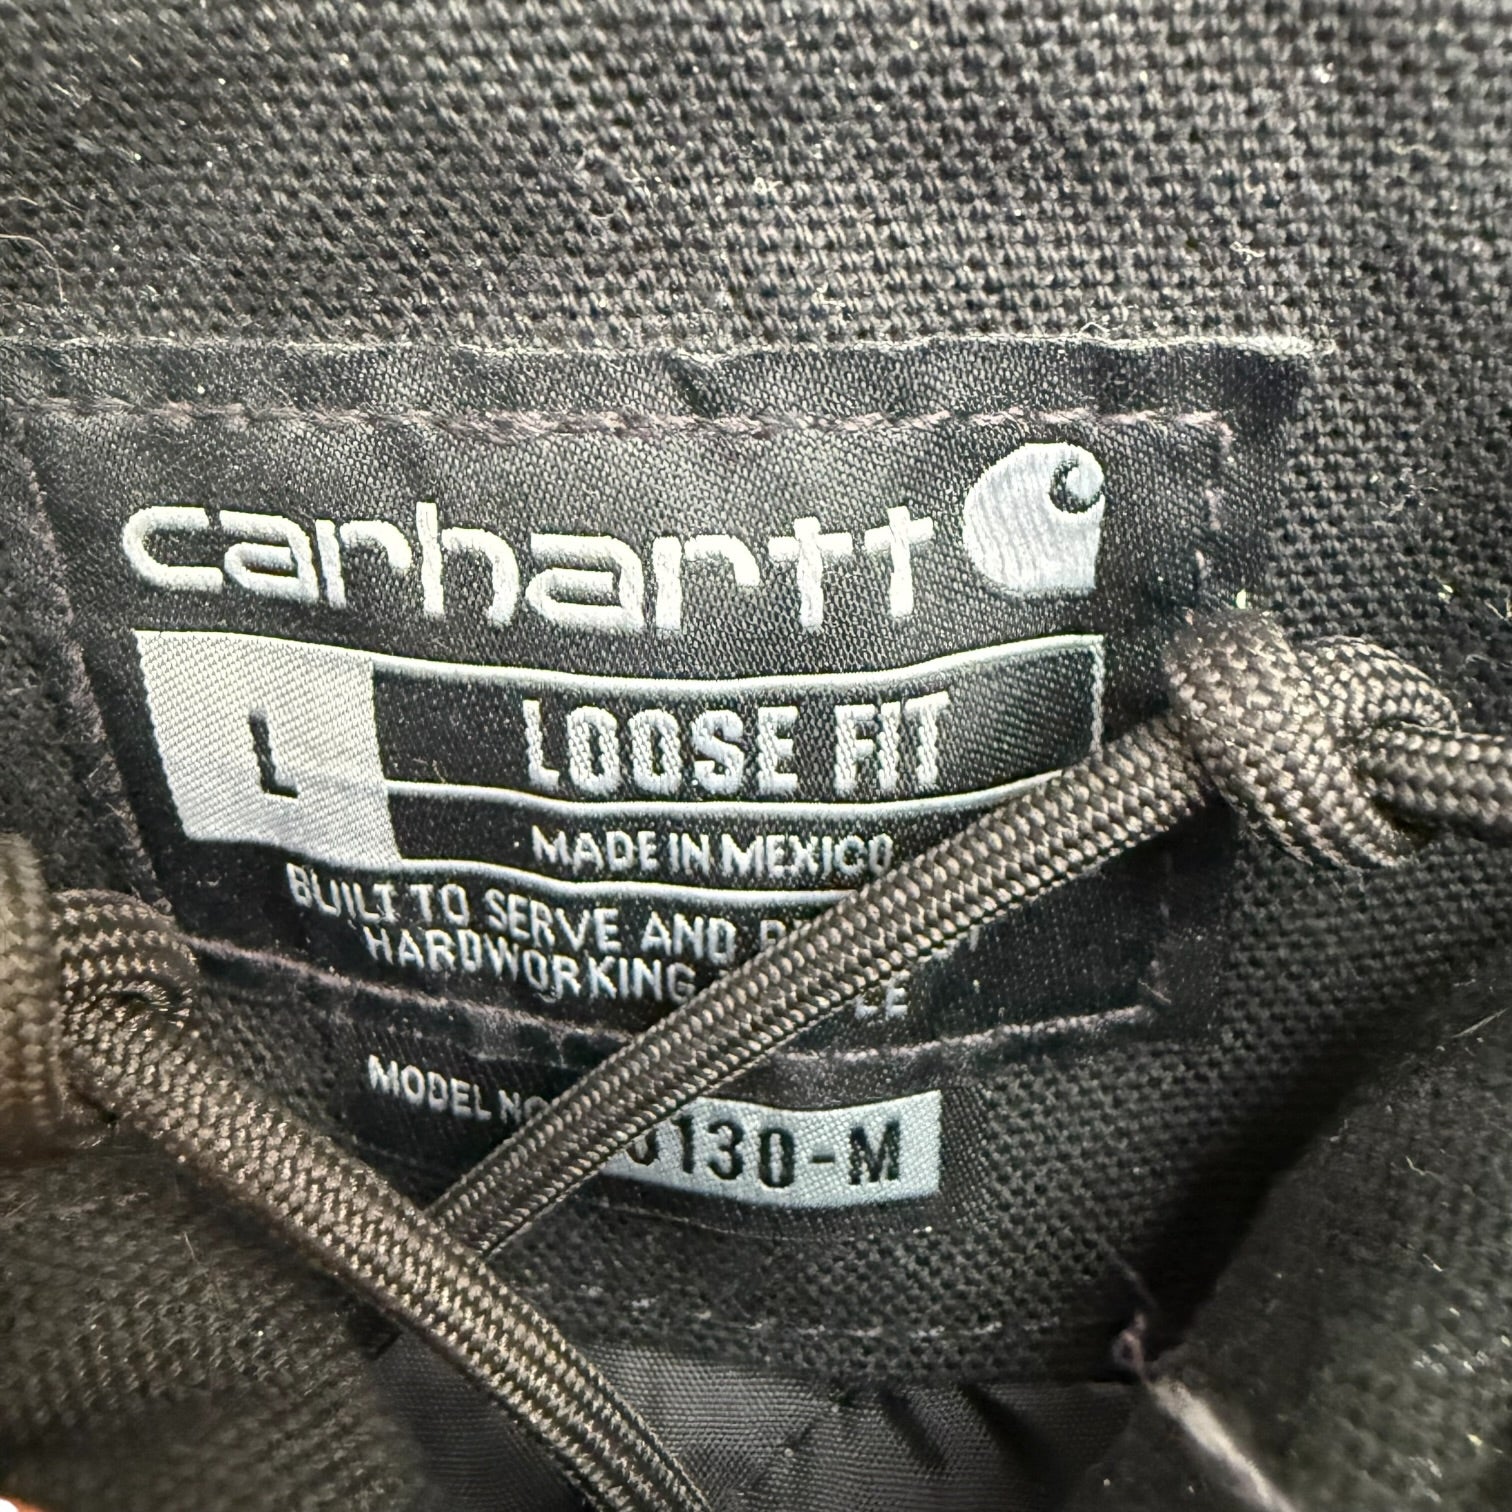 carhartt
L
LOOSE FIT
MADE IN MEXICO
BUILT TO SERVE AND
HARDWORKING
MODEL NO
0130-M